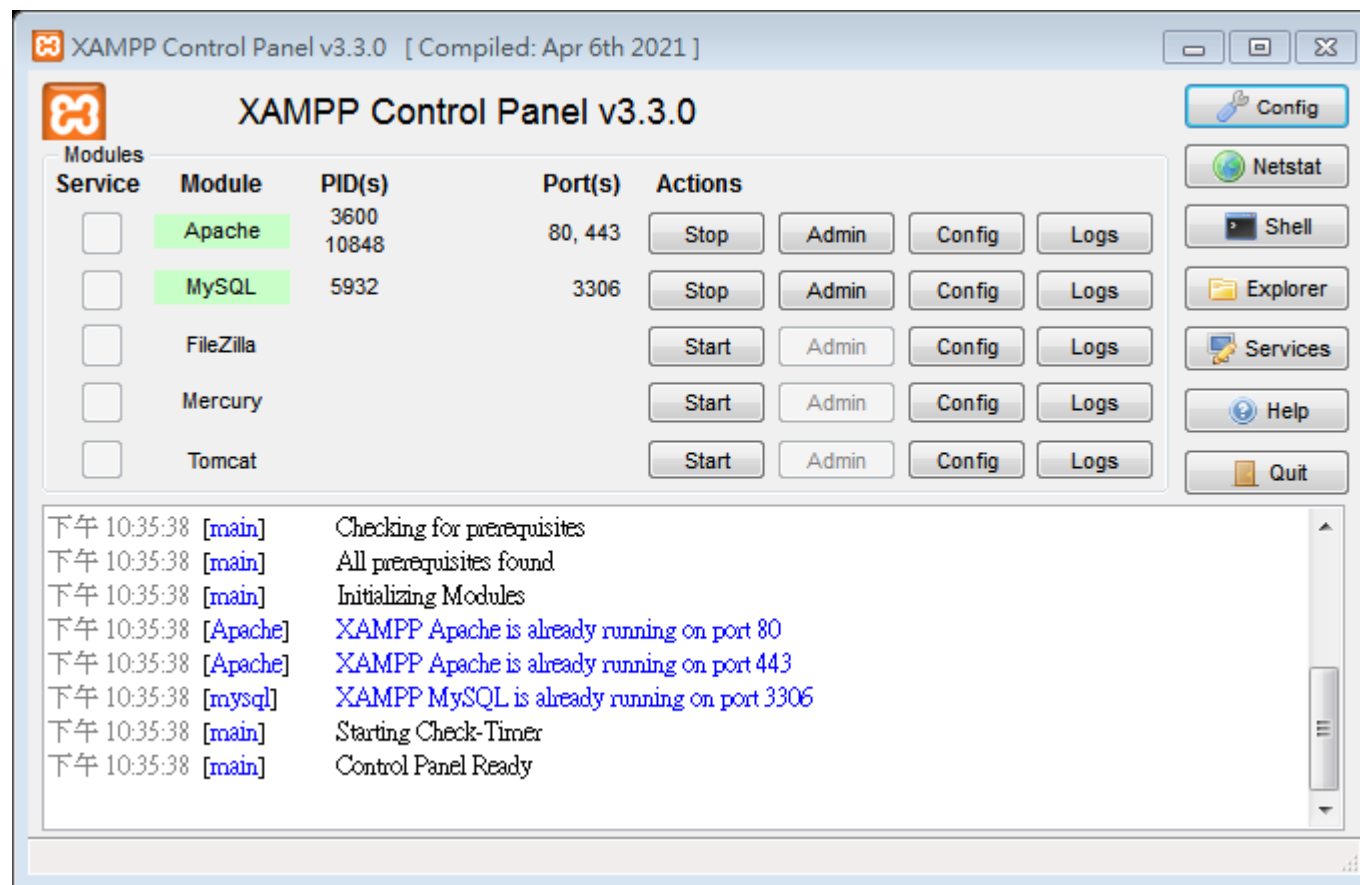 XAMPP Control Panel v3.3.0 [ Compiled: Apr 6th 2021 ]
XAMPP Control Panel v3.3.0
Config
Modules
Netstat
Service Module PID(s) Port(s) Actions
Apache 3600 10848 80, 443 Stop Admin Config Logs
Shell
MySQL 5932 3306 Stop Admin Config Logs
Explorer
FileZilla Start Admin Config Logs
Services
Mercury Start Admin Config Logs
Help
Tomcat Start Admin Config Logs
Quit
下午 10:35:38 [main] Checking for prerequisites
下午 10:35:38 [main] All prerequisites found
下午 10:35:38 [main] Initializing Modules
下午 10:35:38 [Apache] XAMPP Apache is already running on port 80
下午 10:35:38 [Apache] XAMPP Apache is already running on port 443
下午 10:35:38 [mysql] XAMPP MySQL is already running on port 3306
下午 10:35:38 [main] Starting Check-Timer
下午 10:35:38 [main] Control Panel Ready